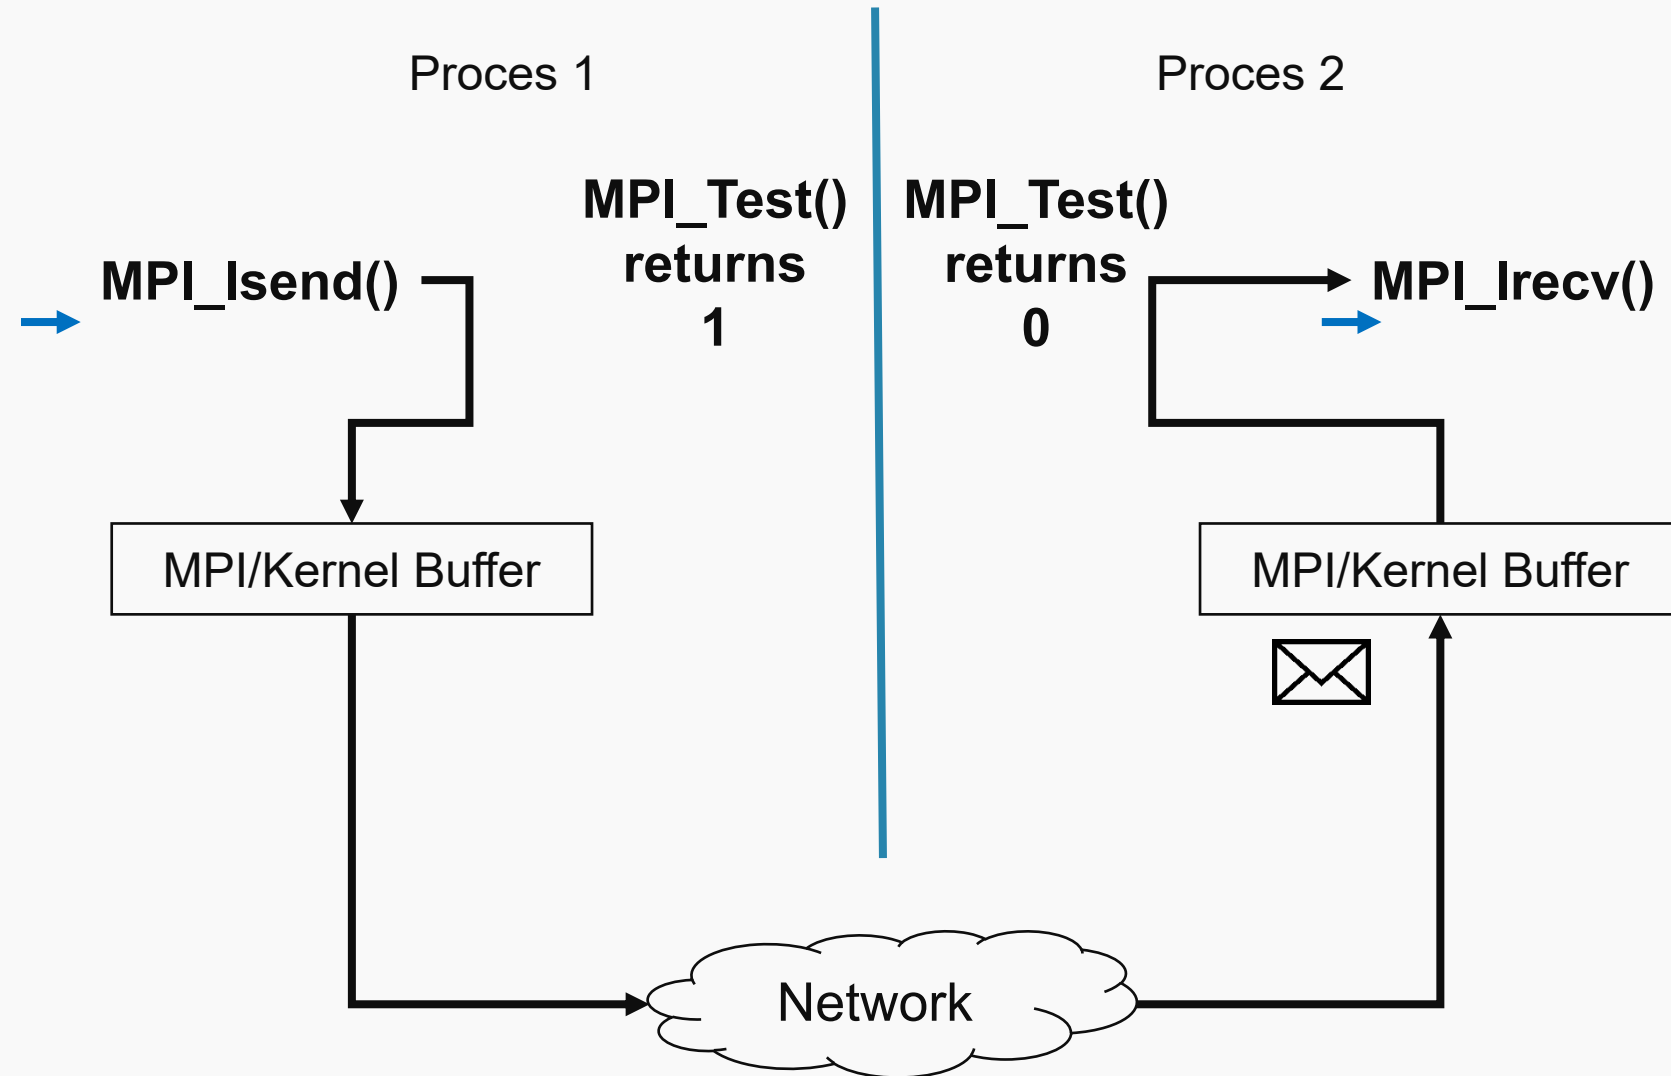 Proces 1
Proces 2
MPI_Test()
returns
1
MPI_Test()
returns
0
MPI_Isend()
MPI_Irecv()
MPI/Kernel Buffer
MPI/Kernel Buffer
Network